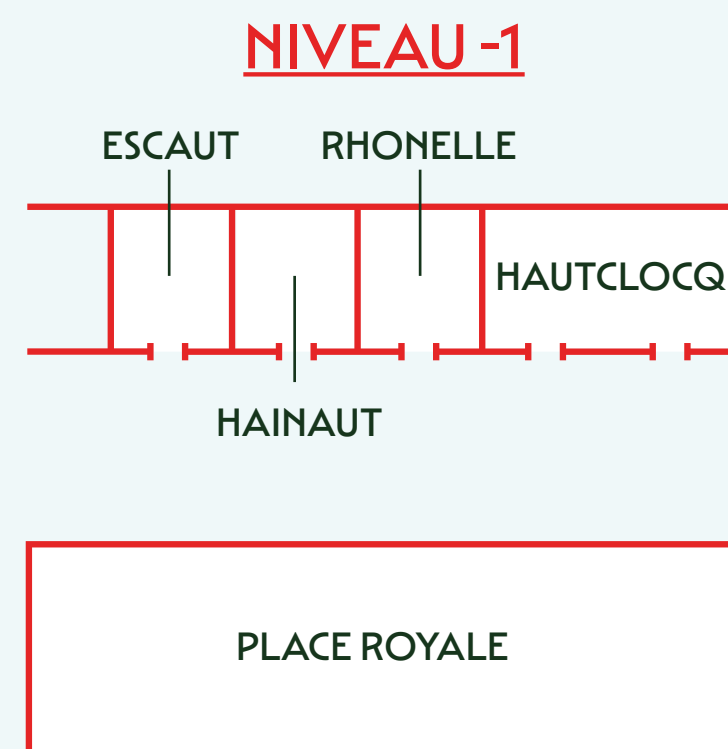 NIVEAU -1
ESCAUT
RHONELLE
HAUTCLOCQ
HAINAUT
PLACE ROYALE